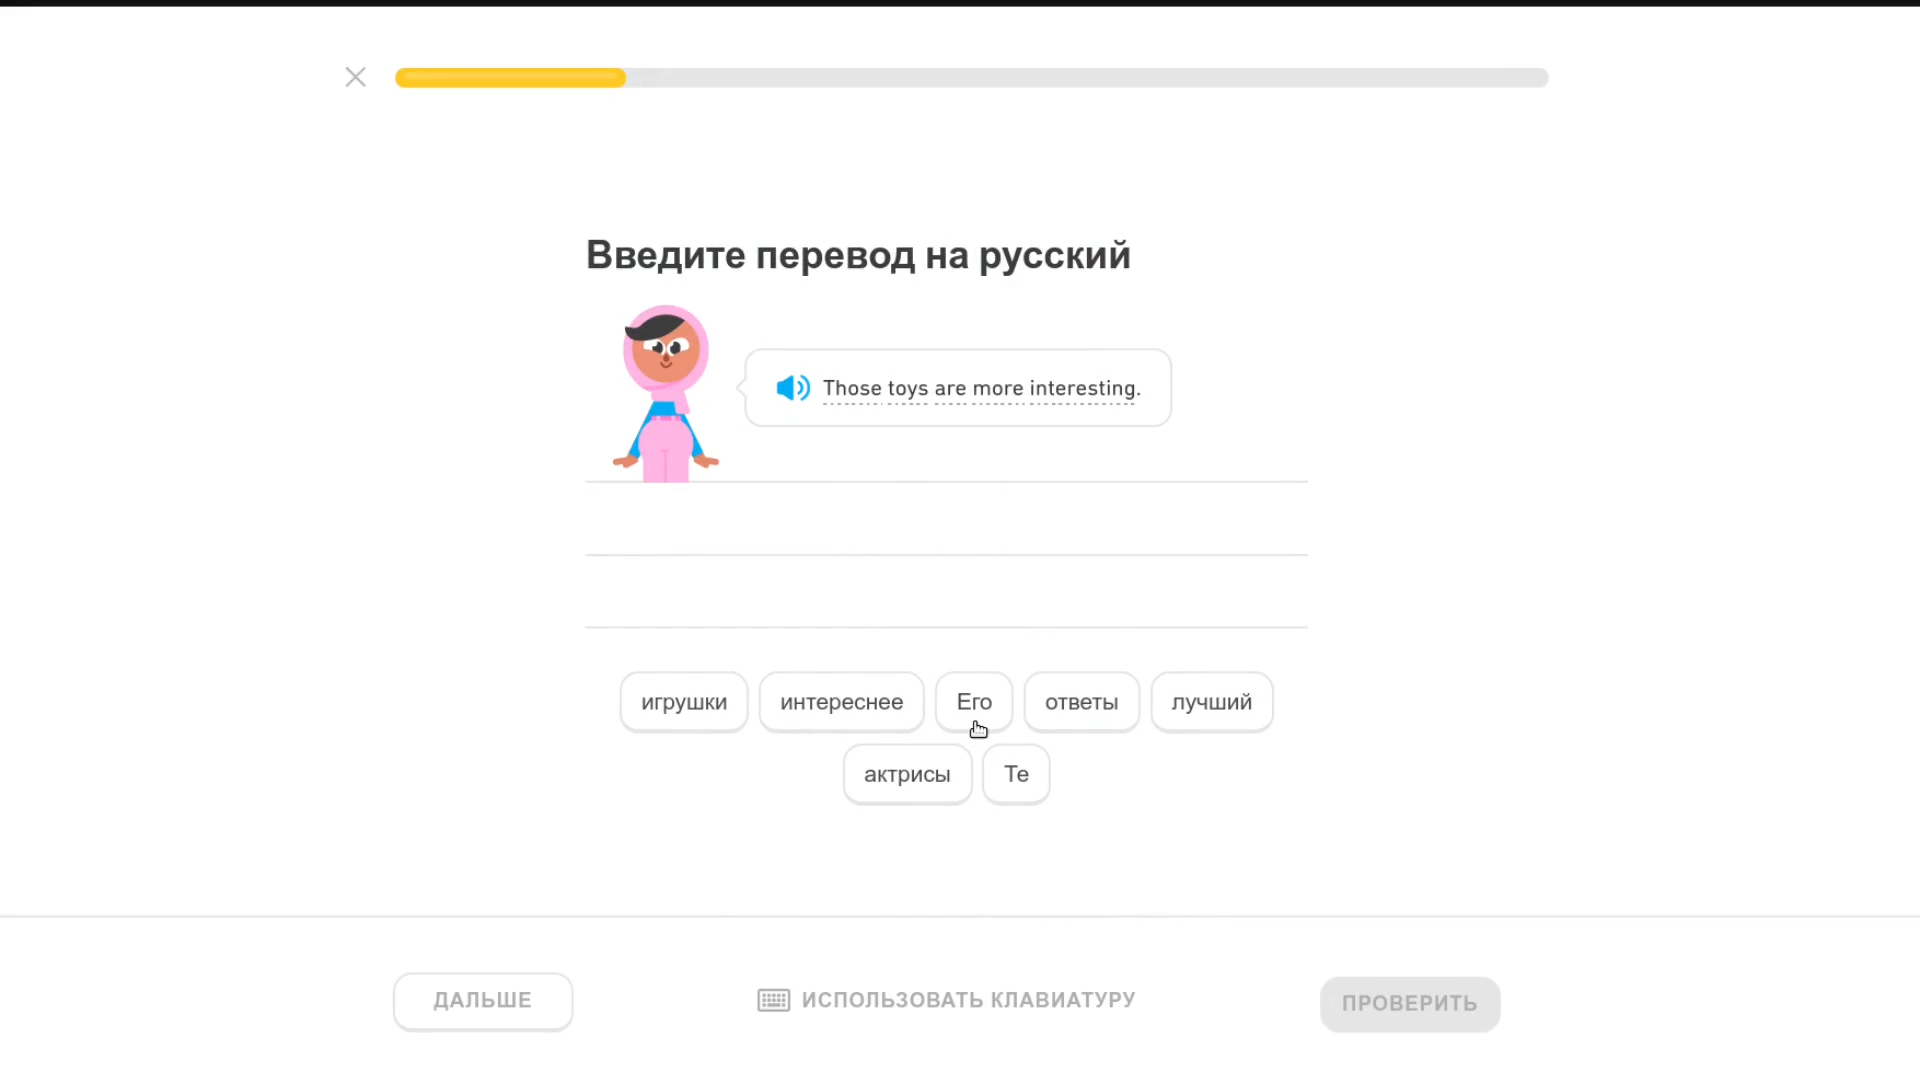 Введите перевод на русский
Those toys are more interesting.
игрушки интереснее Его ответы лучший
актрисы Те
ДАЛЬШЕ ИСПОЛЬЗОВАТЬ КЛАВИАТУРУ ПРОВЕРИТЬ